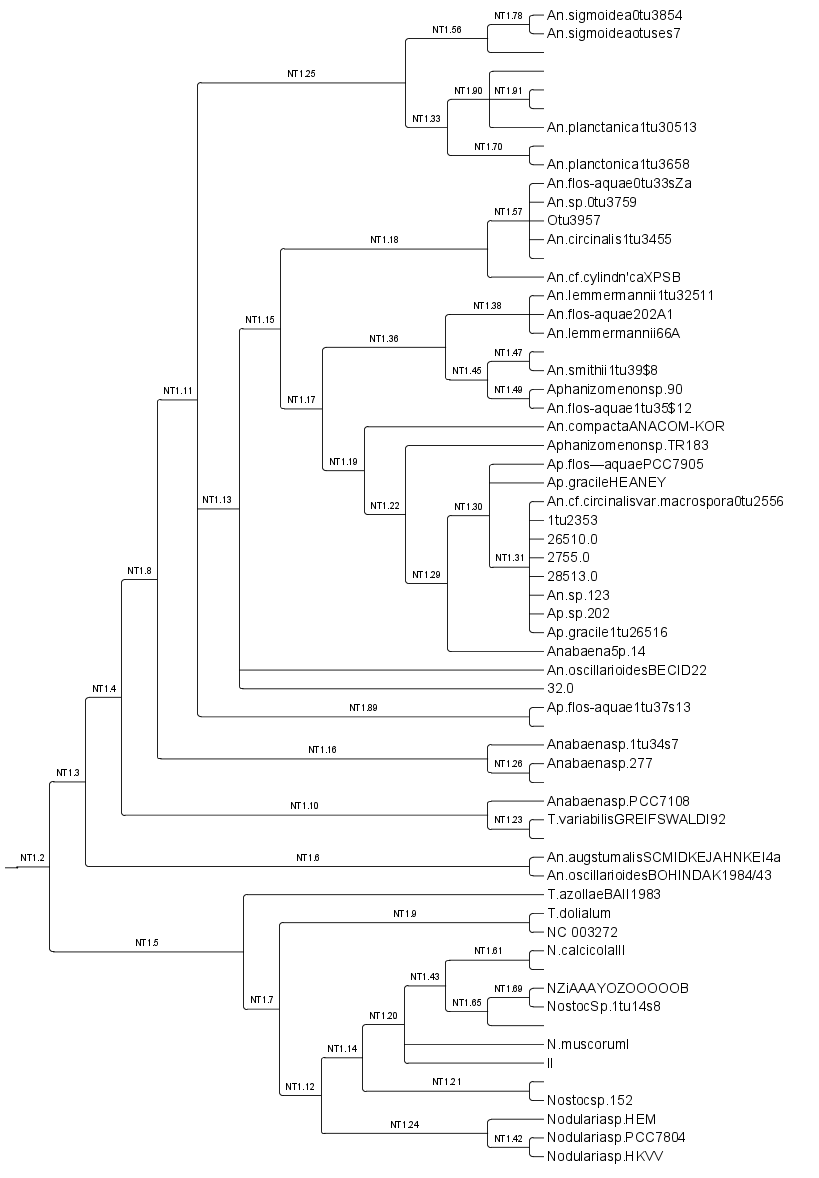 NT1.78
An.sigmoidea0tu3854
NT1.56
An.sigmoideaotuses7
NT1.25
NT1.90
NT1.91
NT1.33
An.planctanica1tu30513
NT1.70
An.planctonica1tu3658
An.flos-aquae0tu33sZa
An.sp.0tu3759
NT1.57
Otu3957
NT1.18
An.circinalis1tu3455
An.cf.cylindn'caXPSB
An.lemmermannii1tu32511
NT1.38
An.flos-aquae202A1
NT1.15
An.lemmermannii66A
NT1.36
NT1.47
NT1.45
An.smithii1tu39$8
NT1.49
Aphanizomenonsp.90
NT1.11
NT1.17
An.flos-aquae1tu35$12
An.compactaANACOM-KOR
Aphanizomenonsp.TR183
NT1.19
Ap.flos—aquaePCC7905
Ap.gracileHEANEY
NT1.13
An.cf.circinalisvar.macrospora0tu2556
NT1.22
NT1.30
1tu2353
26510.0
2755.0
NT1.31
NT1.8
NT1.29
28513.0
An.sp.123
Ap.sp.202
Ap.gracile1tu26516
Anabaena5p.14
An.oscillarioidesBECID22
NT1.4
32.0
NT1.89
Ap.flos-aquae1tu37s13
Anabaenasp.1tu34s7
NT1.16
NT1.26
Anabaenasp.277
NT1.3
Anabaenasp.PCC7108
NT1.10
NT1.23
T.variabilisGREIFSWALDI92
NT1.2
NT1.6
An.augstumalisSCMIDKEJAHNKEI4a
An.oscillarioidesBOHINDAK1984/43
T.azollaeBAII1983
NT1.9
T.dolialum
NC 003272
NT1.5
N.calcicolaIII
NT1.61
NT1.43
NT1.69
NZiAAAYOZOOOOOB
NT1.7
NT1.65
NostocSp.1tu14s8
NT1.20
N.muscorumI
NT1.14
II
NT1.21
NT1.12
Nostocsp.152
Nodulariasp.HEM
NT1.24
NT1.42
Nodulariasp.PCC7804
Nodulariasp.HKVV